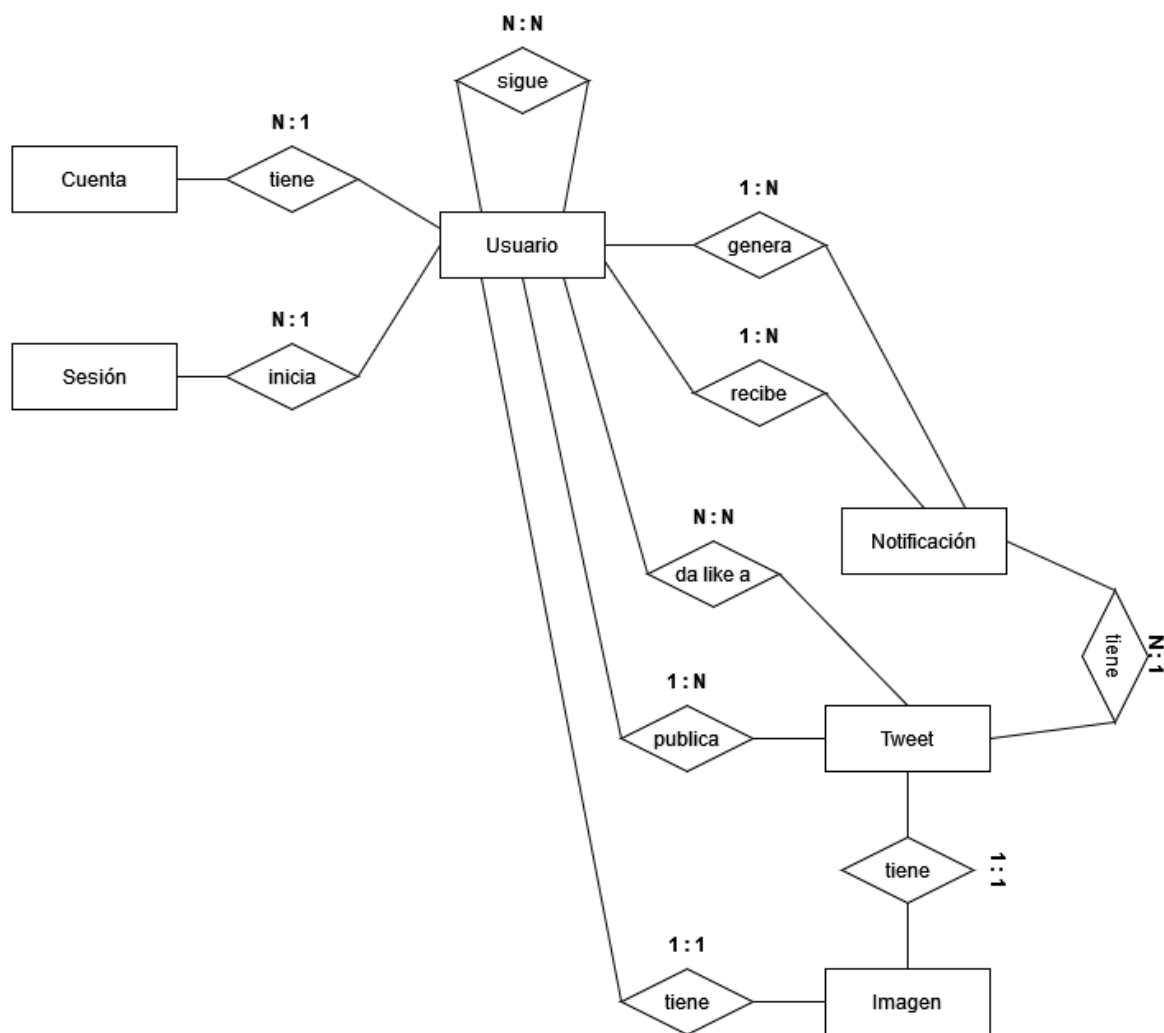 N:N
sigue
N:1
Cuenta
tiene
1:N
Usuario
genera
N:1
1:N
Sesión
inicia
recibe
N:N
Notificación
da like a
tiene
N:1
1:N
publica
Tweet
tiene
1:1
1:1
tiene
Imagen